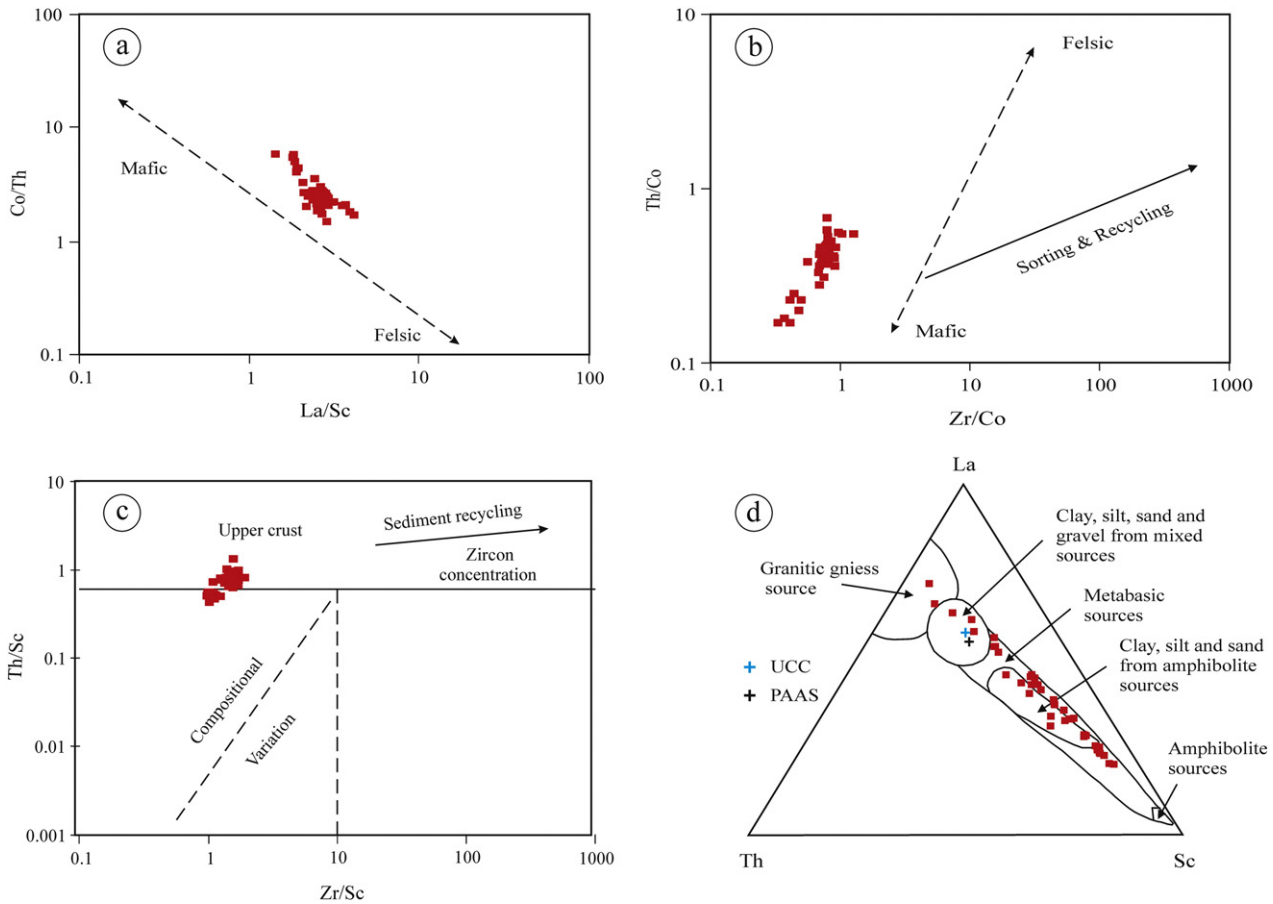 a
100
10
1
0.1
Co/Th
Mafic
Felsic
0.1
1
10
100
La/Sc
b
10
1
0.1
Th/Co
Felsic
Sorting & Recycling
Mafic
0.1
1
10
100
1000
Zr/Co
c
10
1
0.1
0.01
0.001
Th/Sc
Upper crust
Sediment recycling
Zircon
concentration
Compositional
Variation
0.1
1
10
100
1000
Zr/Sc
d
La
Clay, silt, sand and
gravel from mixed
sources
Granitic gniess
source
Metabasic
sources
Clay, silt and sand
from amphibolite
sources
UCC
PAAS
Amphibolite
sources
Th
Sc